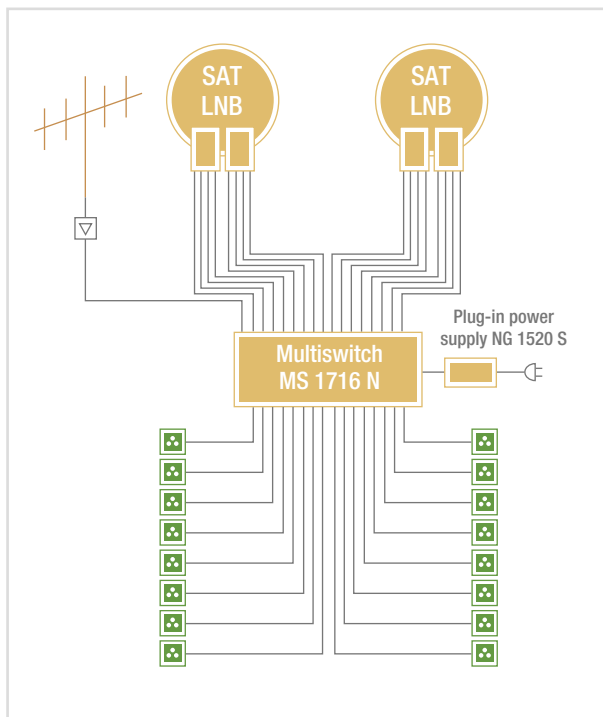 SAT
LNB
SAT
LNB
Plug-in power
supply NG 1520 S
Multiswitch
MS 1716 N